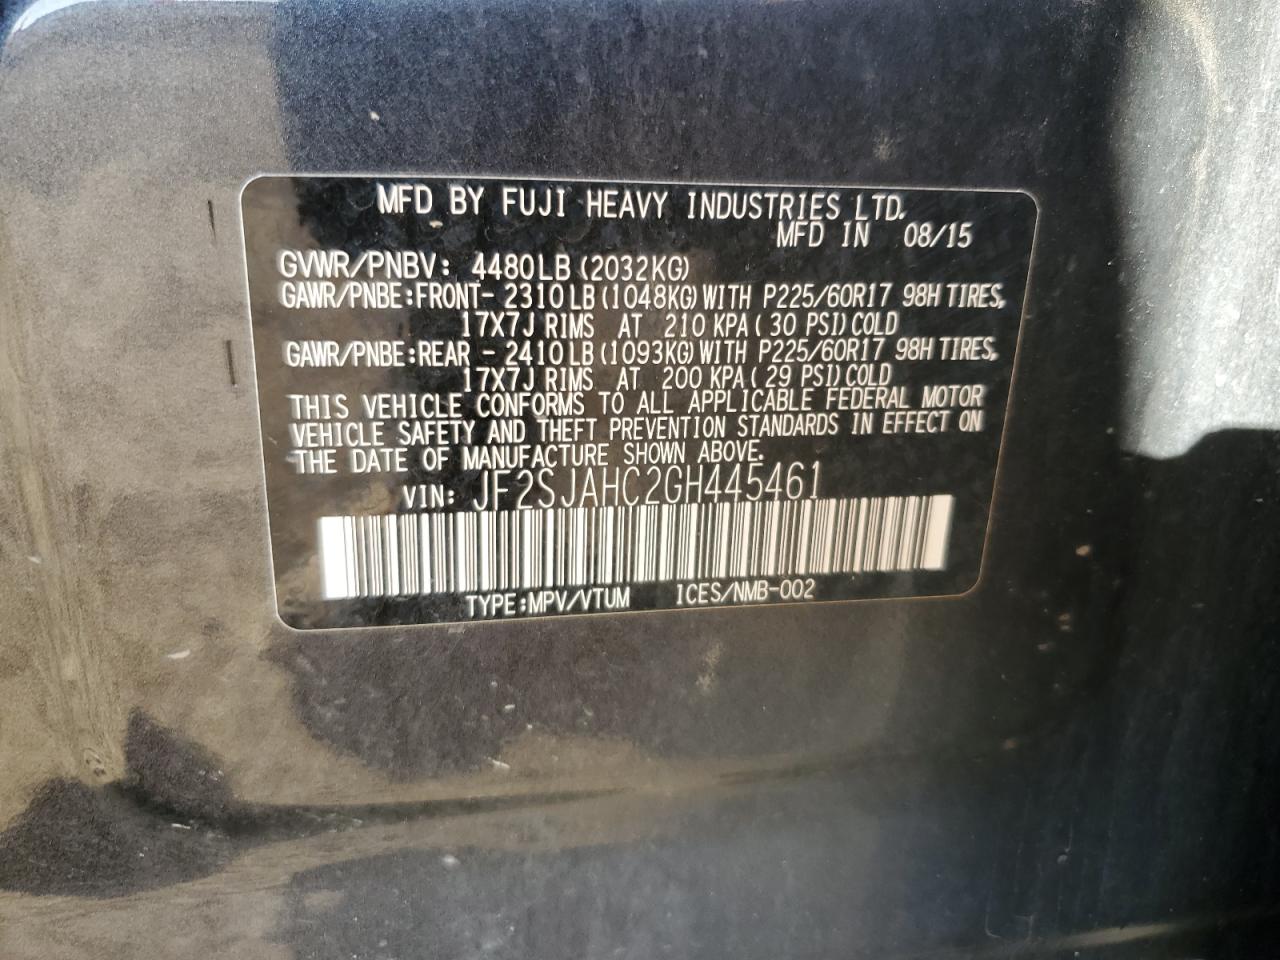 MFD BY FUJI HEAVY INDUSTRIES LTD.
MFD IN 08/15
GVWR/PNBV: 4480LB(2032KG)
GAWR/PNBE:FRONT- 2310LB(1048KG)WITH P225/60R17 98H TIRES,
17X7J RIMS AT 210 KPA(30 PSI)COLD
GAWR/PNBE:REAR - 2410LB(1093KG)WITH P225/60R17 98H TIRES,
17X7J RIMS AT 200 KPA(29 PSI)COLD
THIS VEHICLE CONFORMS TO ALL APPLICABLE FEDERAL MOTOR
VEHICLE SAFETY AND THEFT PREVENTION STANDARDS IN EFFECT ON
THE DATE OF MANUFACTURE SHOWN ABOVE.
VIN: JF2SJAHC2GH445461
TYPE:MPV/VTUM ICES/NMB-002